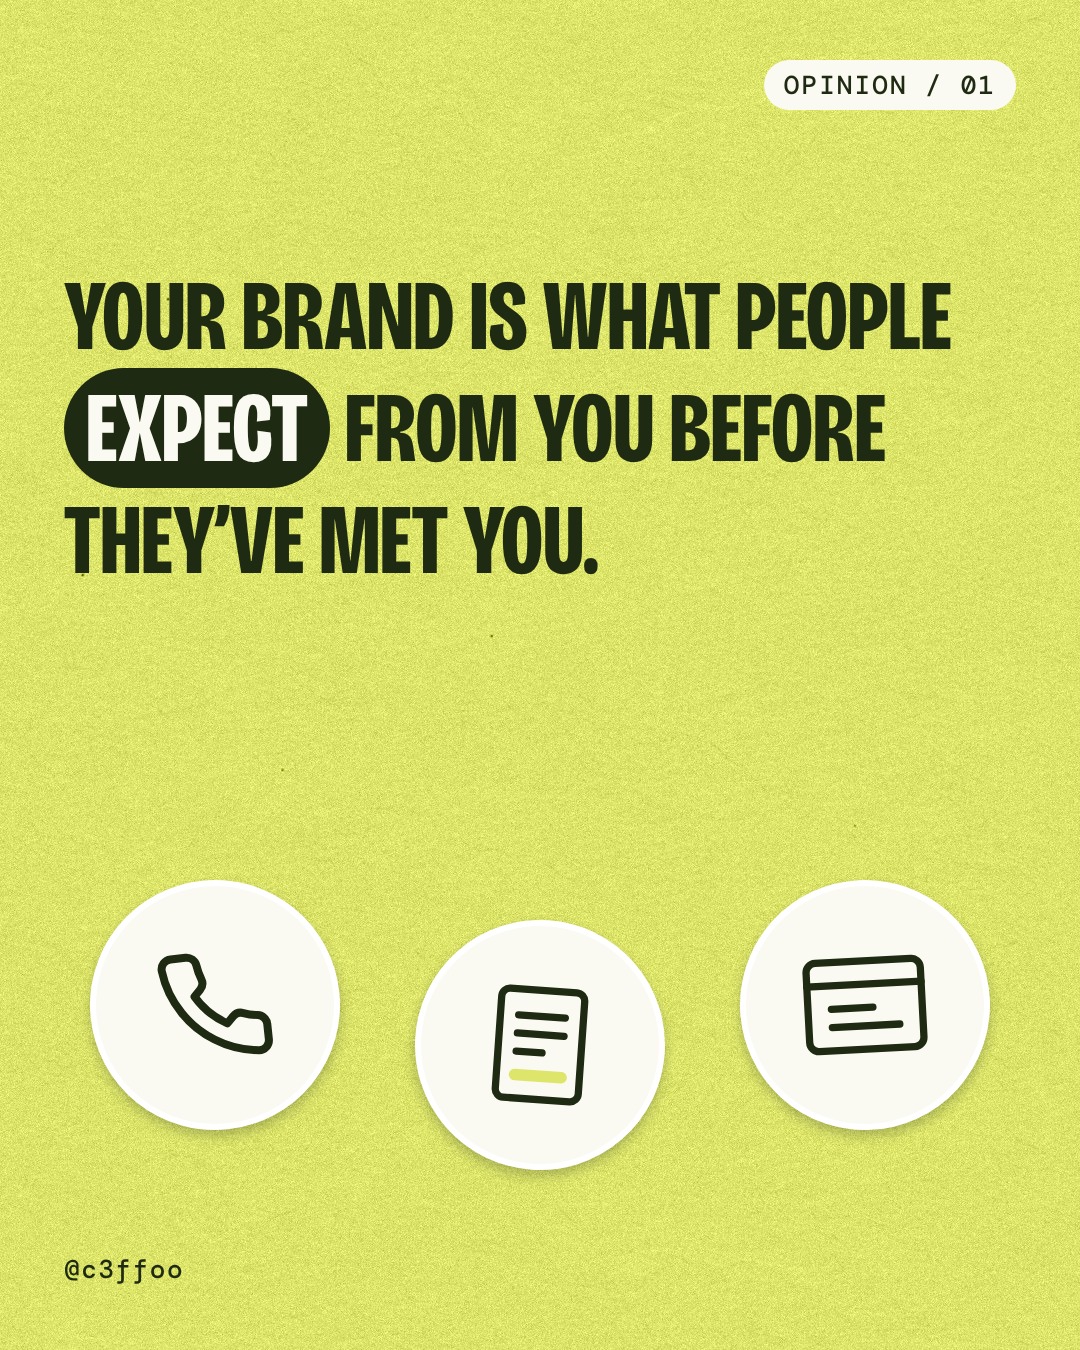 OPINION / 01
YOUR BRAND IS WHAT PEOPLE
EXPECT FROM YOU BEFORE
THEY’VE MET YOU.
@c3ffoo